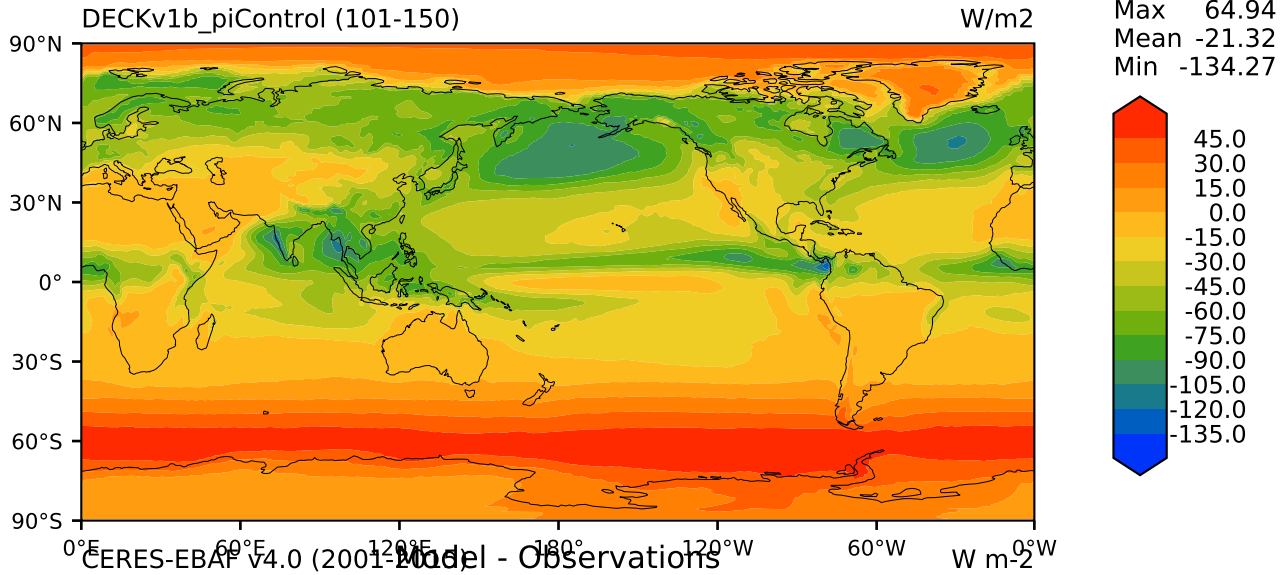 DECKv1b_piControl (101-150) W/m2
Max 64.94
Mean -21.32
Min -134.27
90°N
60°N
30°N
0°
30°S
60°S
90°S
45.0
30.0
15.0
0.0
-15.0
-30.0
-45.0
-60.0
-75.0
-90.0
-105.0
-120.0
-135.0
0°E 60°E 120°E 180° 120°W 60°W 0°W
CERES-EBAF v4.0 (2001-2015) Model - Observations W m-2